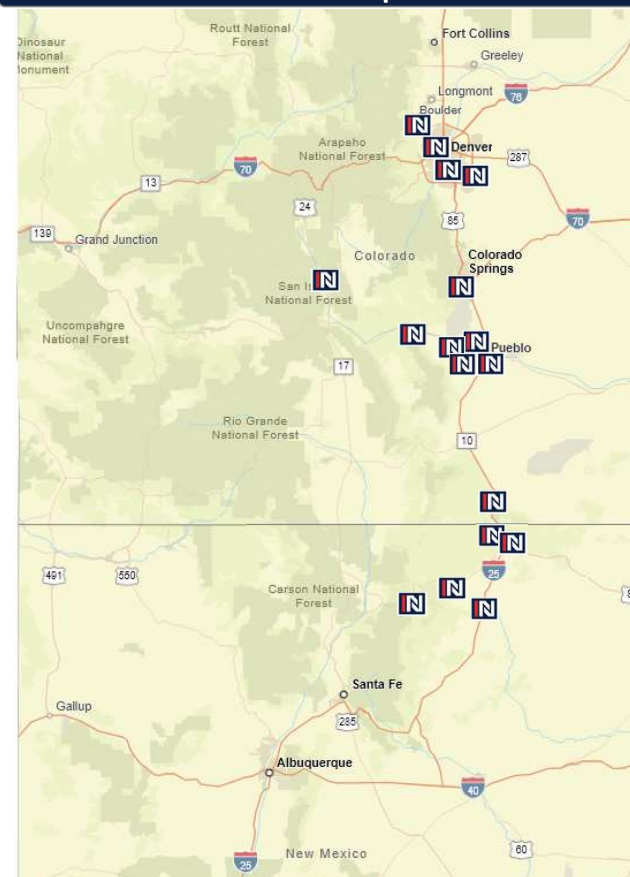 Routt National
Forest
Fort Collins
Dinosaur
National
Monument
Greeley
Longmont
76
Boulder
N
Arapaho
National Forest
N
Denver
287
70
N
N
13
24
85
70
139
Grand Junction
Colorado
Colorado
Springs
N
San Is
National Forest
N
Uncompahgre
National Forest
N
N
N
Pueblo
17
N
N
Rio Grande
National Forest
10
N
N
N
491
550
25
Carson National
Forest
N
N
N
Santa Fe
Gallup
285
Albuquerque
40
New Mexico
60
25